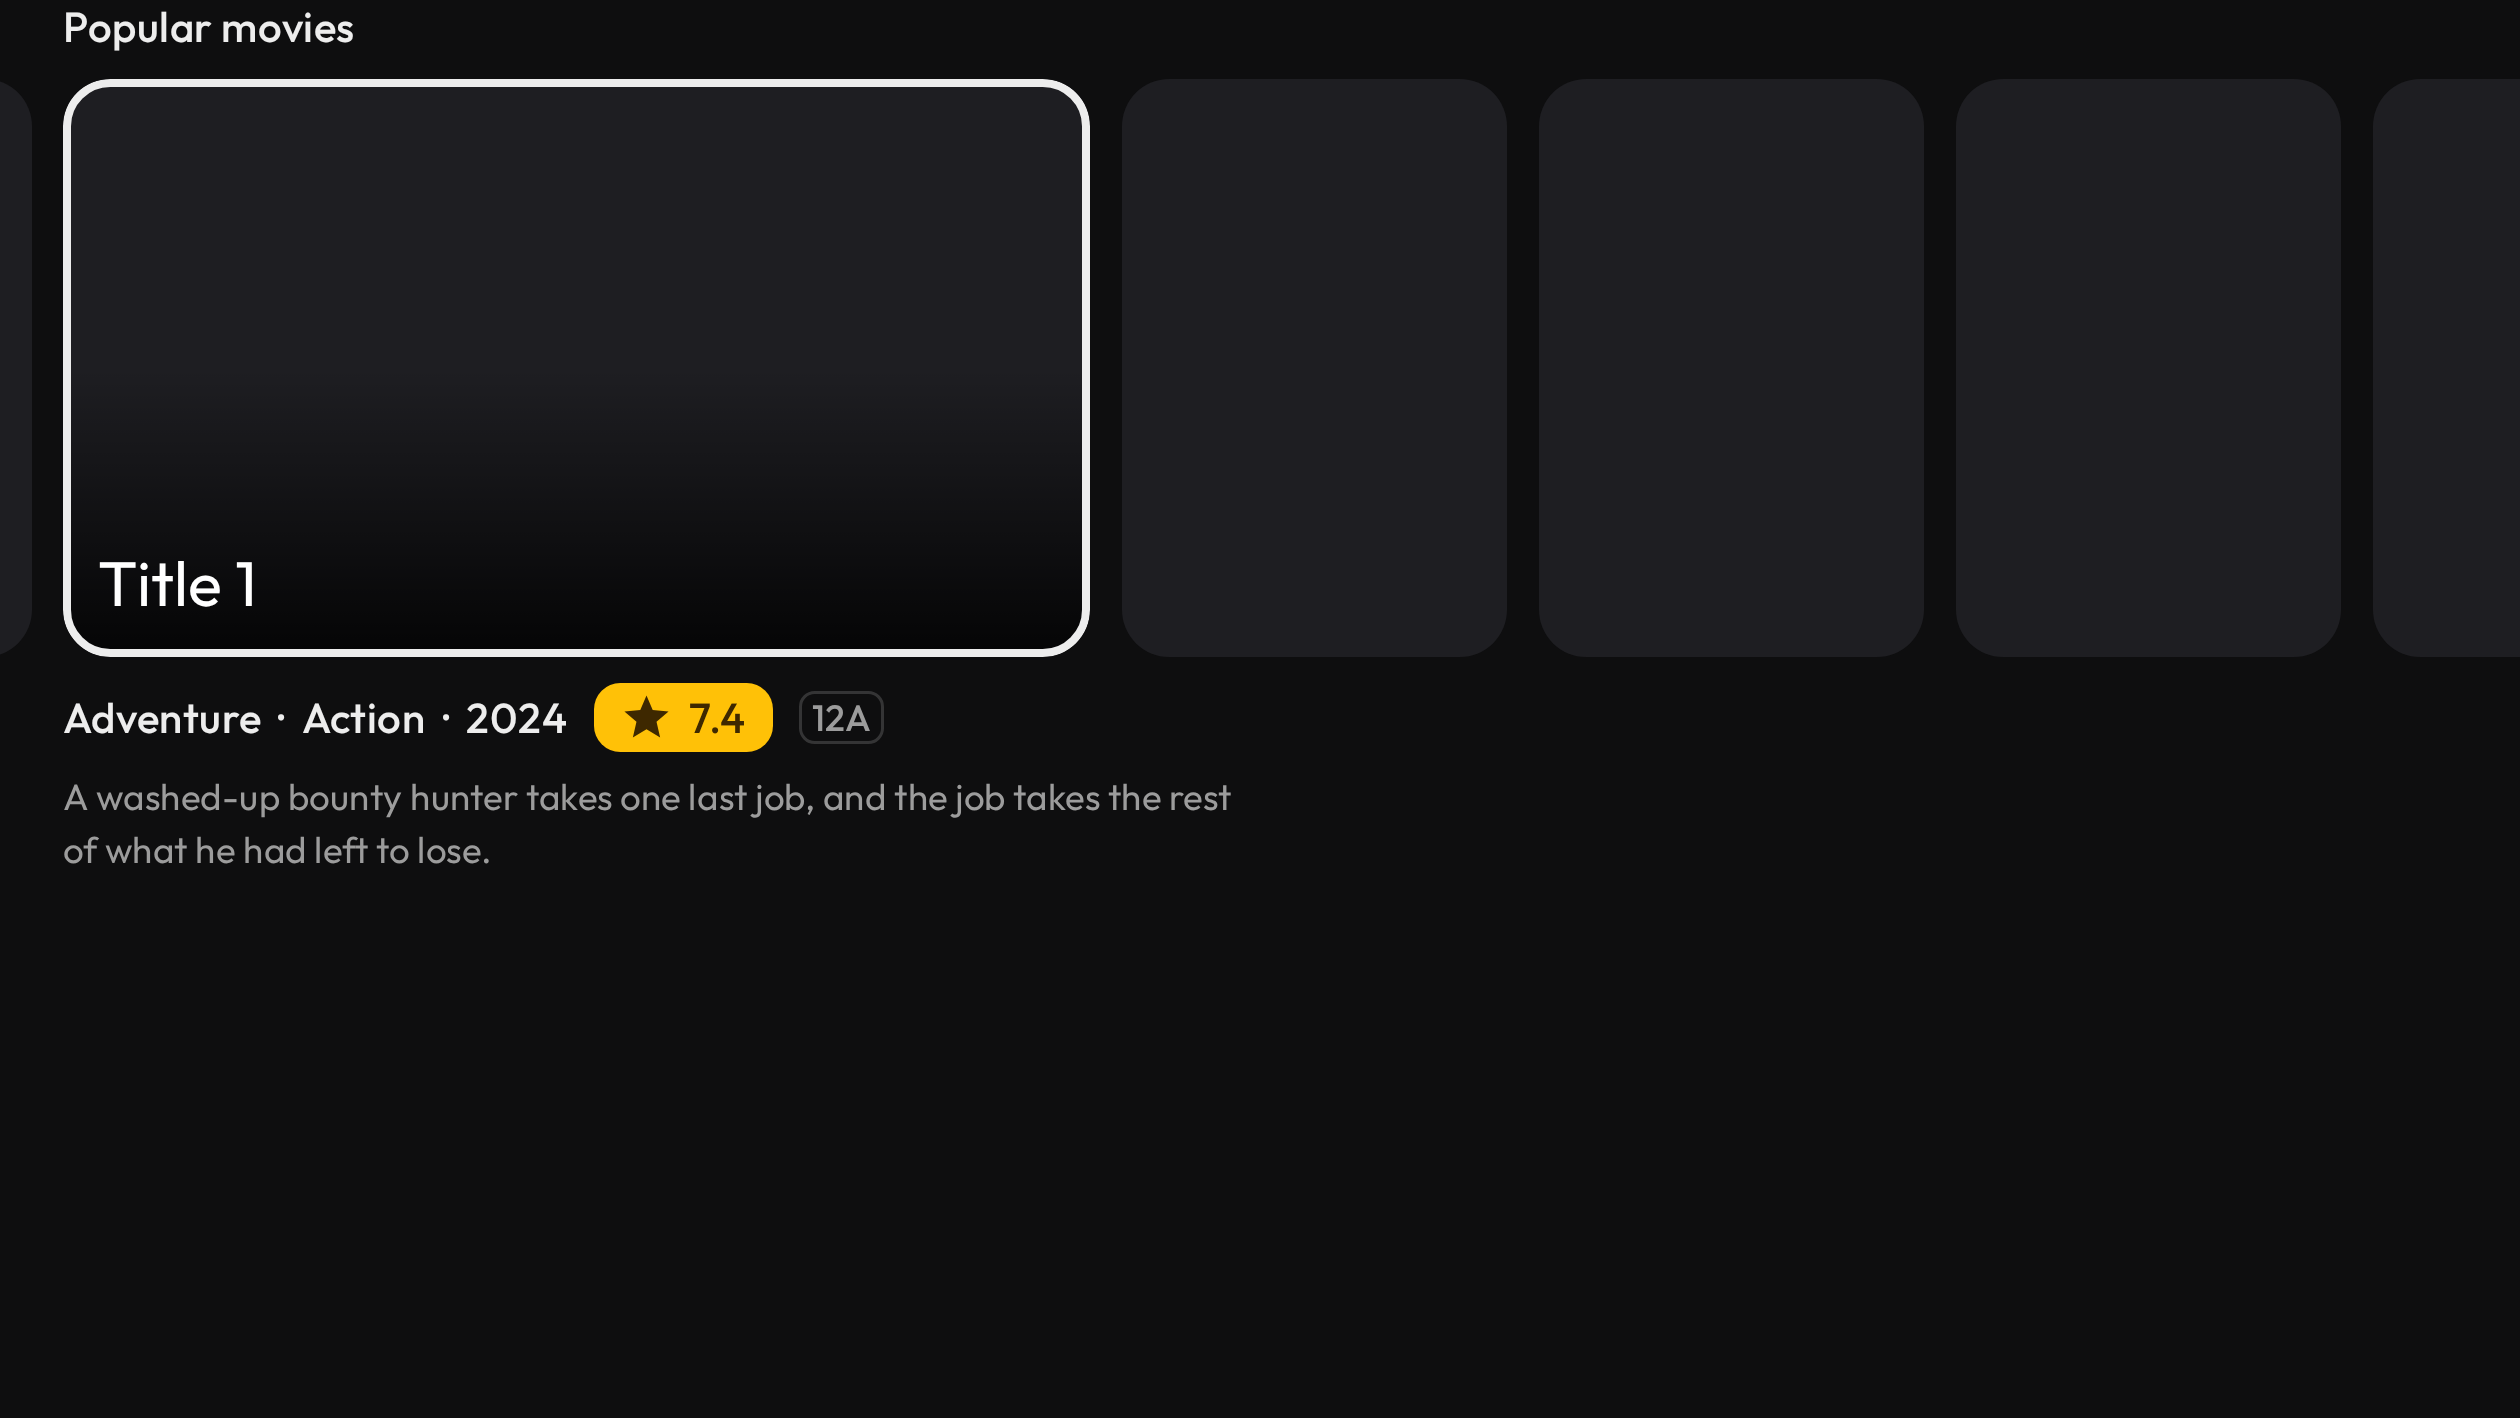 Popular movies
Title 1
Adventure · Action · 2024 7.4 12A
A washed-up bounty hunter takes one last job, and the job takes the rest
of what he had left to lose.